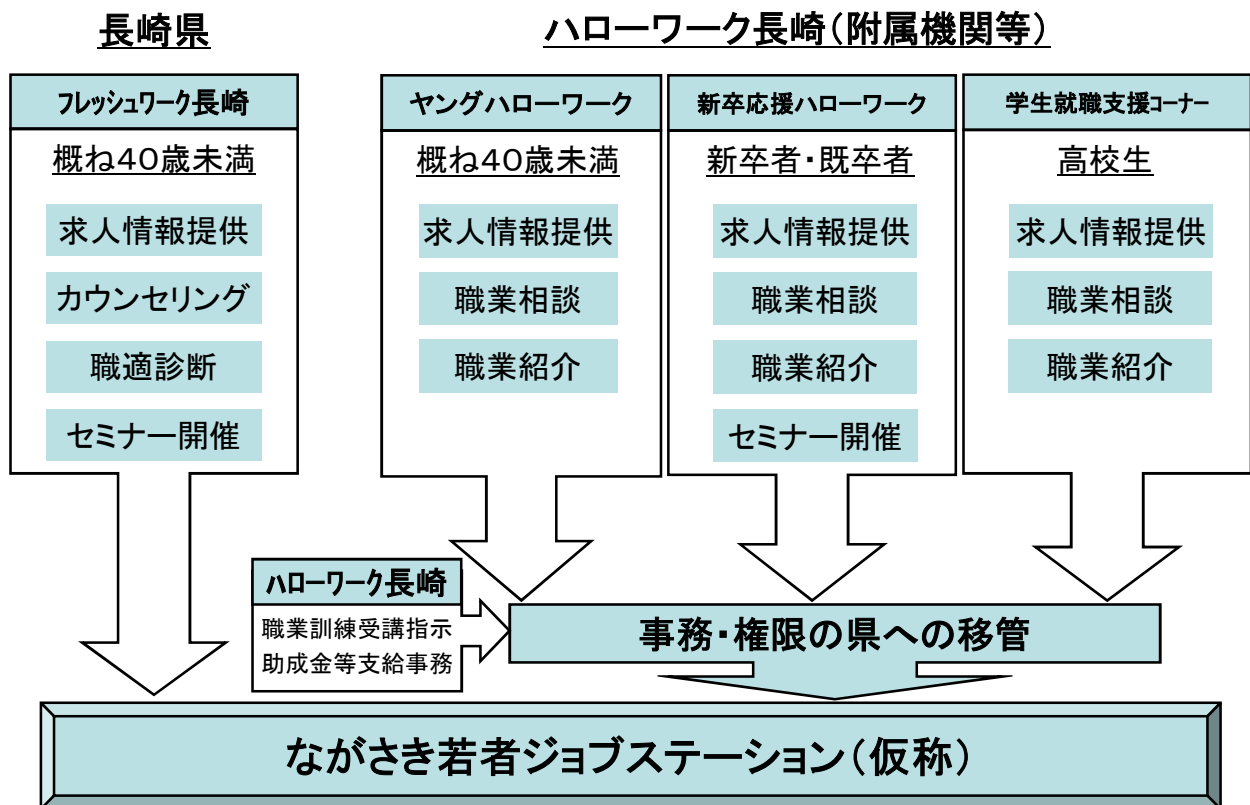 長崎県
ハローワーク長崎(附属機関等)
フレッシュワーク長崎
概ね40歳未満
求人情報提供
カウンセリング
職適診断
セミナー開催
ヤングハローワーク
概ね40歳未満
求人情報提供
職業相談
職業紹介
新卒応援ハローワーク
新卒者・既卒者
求人情報提供
職業相談
職業紹介
セミナー開催
学生就職支援コーナー
高校生
求人情報提供
職業相談
職業紹介
ハローワーク長崎
職業訓練受講指示
助成金等支給事務
事務・権限の県への移管
ながさき若者ジョブステーション(仮称)